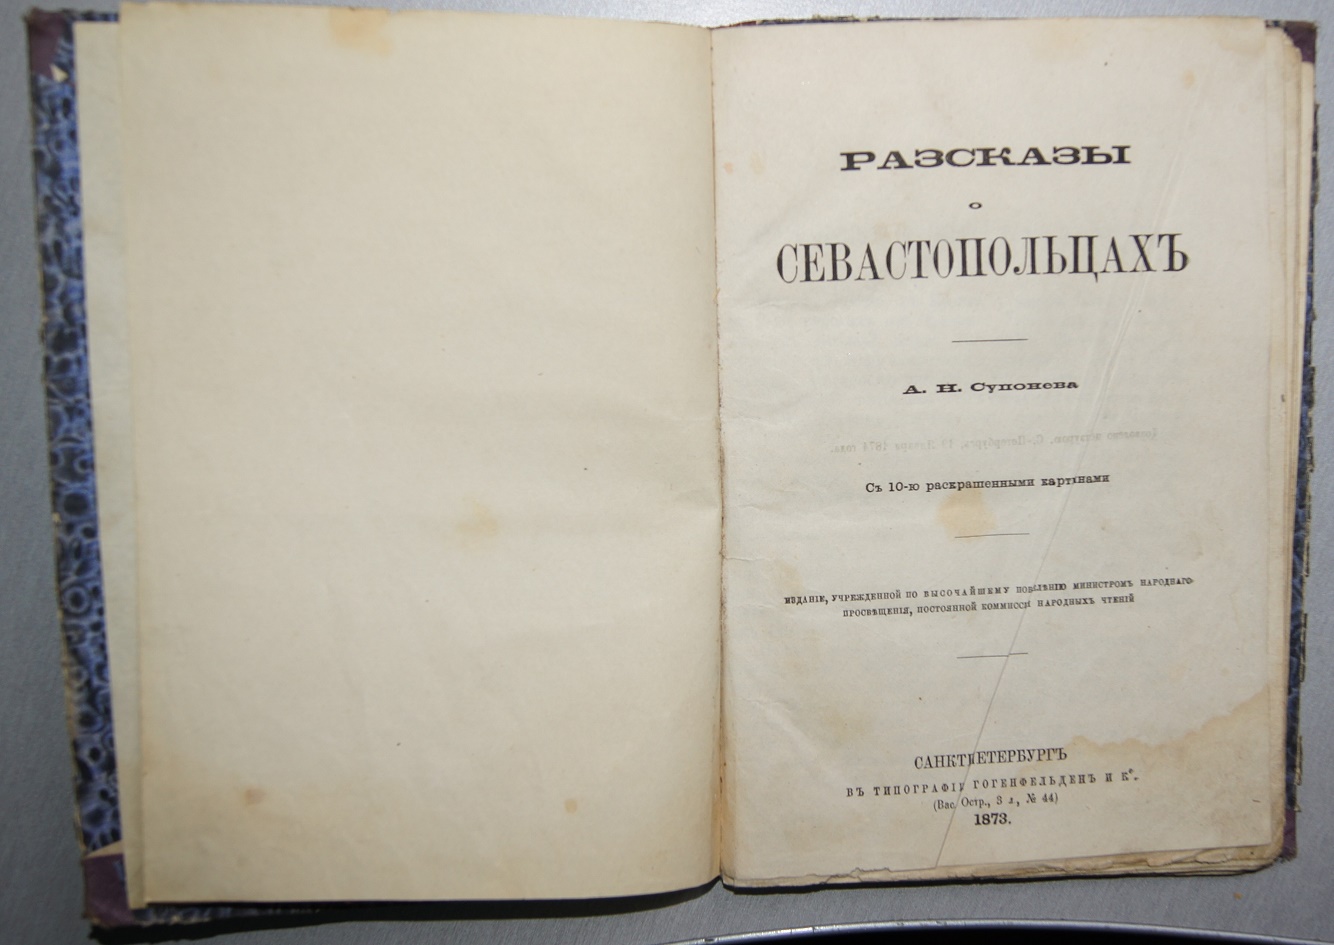 РАЗСКАЗЫ
о
СЕВАСТОПОЛЬЦАХЪ
А. Н. Супонева
Съ 10-ю раскрашенными картинами
ИЗДАНІЕ, УЧРЕЖДЕННОЙ ПО ВЫСОЧАЙШЕМУ ПОВЕЛѢНІЮ МИНИСТРОМЪ НАРОДНАГО
ПРОСВѢЩЕНІЯ, ПОСТОЯННОЙ КОММИССІИ НАРОДНЫХЪ ЧТЕНІЙ
САНКТПЕТЕРБУРГЪ
ВЪ ТИПОГРАФІИ ГОГЕНФЕЛЬДЕНЪ И Ко.
(Вас. Остр., 3 л., № 44)
1873.